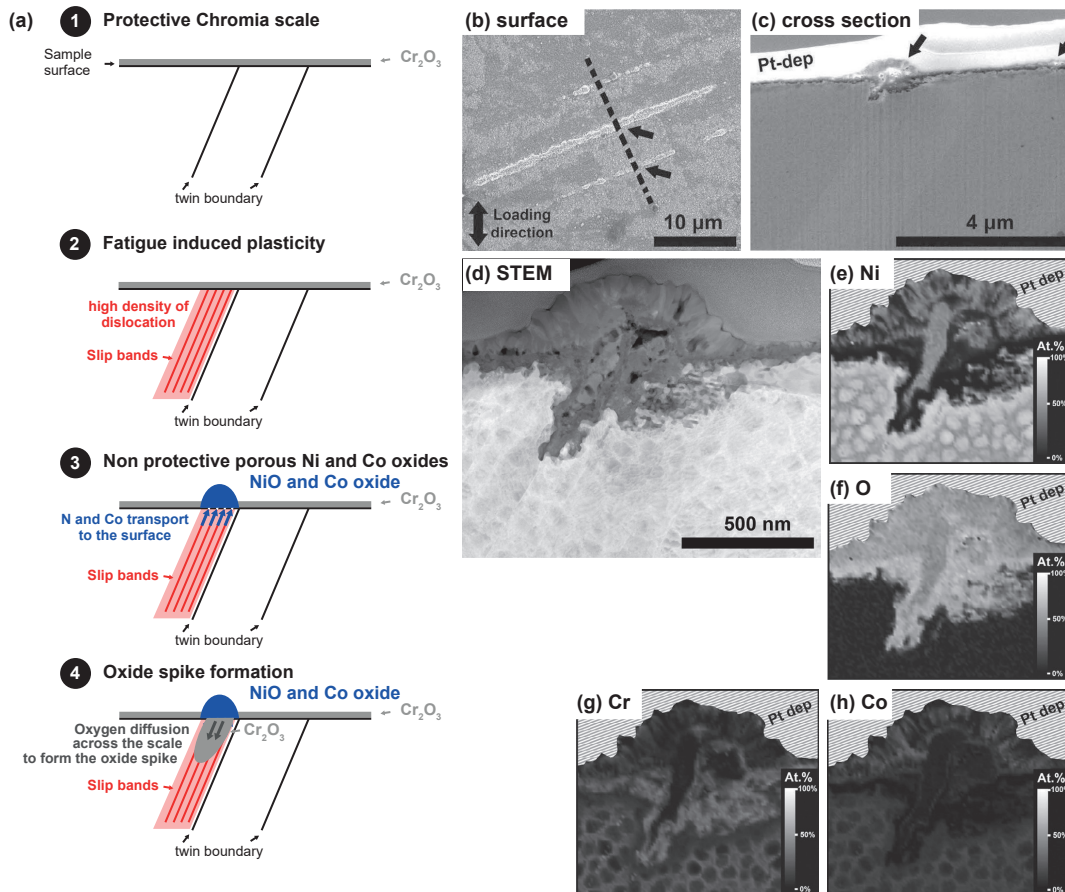 (a)
1 Protective Chromia scale
Sample
surface
Cr2O3
twin boundary
2 Fatigue induced plasticity
Cr2O3
high density of
dislocation
Slip bands
twin boundary
3 Non protective porous Ni and Co oxides
NiO and Co oxide
Cr2O3
N and Co transport
to the surface
Slip bands
twin boundary
4 Oxide spike formation
NiO and Co oxide
Cr2O3
Oxygen diffusion
across the scale
to form the oxide spike
Cr2O3
Slip bands
twin boundary
(b) surface
Loading
direction
10 µm
(c) cross section
Pt-dep
4 µm
(d) STEM
500 nm
(e) Ni
Pt dep
At.%
100%
50%
0%
(f) O
Pt dep
At.%
100%
50%
0%
(g) Cr
Pt dep
At.%
100%
50%
0%
(h) Co
Pt dep
At.%
100%
50%
0%